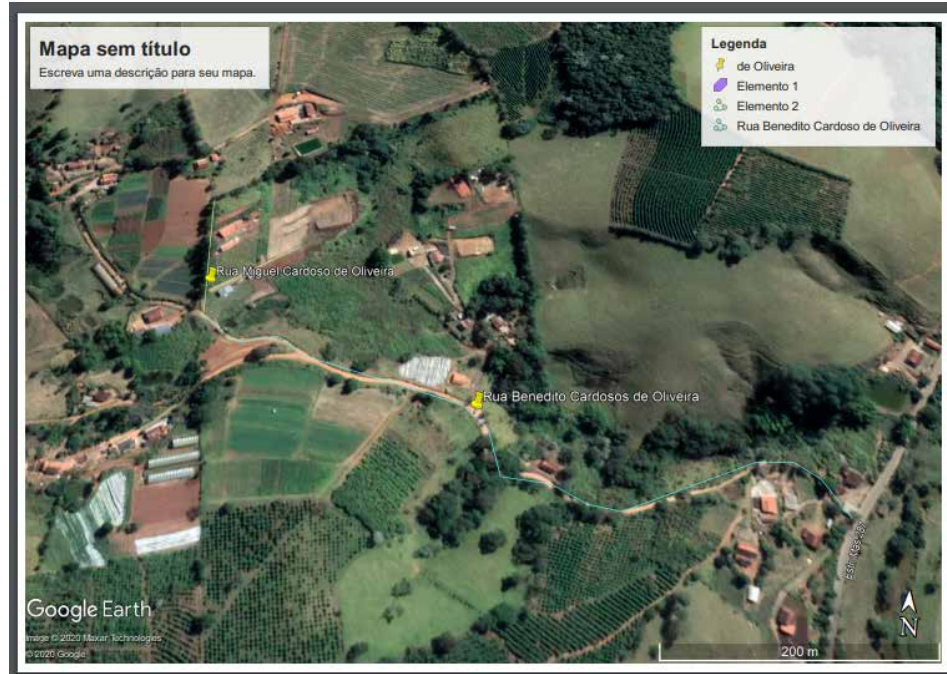 Mapa sem título
Escreva uma descrição para seu mapa.
Legenda
de Oliveira
Elemento 1
Elemento 2
Rua Benedito Cardoso de Oliveira
Rua Miguel Cardoso de Oliveira
Rua Benedito Cardosos de Oliveira
Google Earth
Image © 2020 Maxar Technologies
© 2020 Google
N
200 m